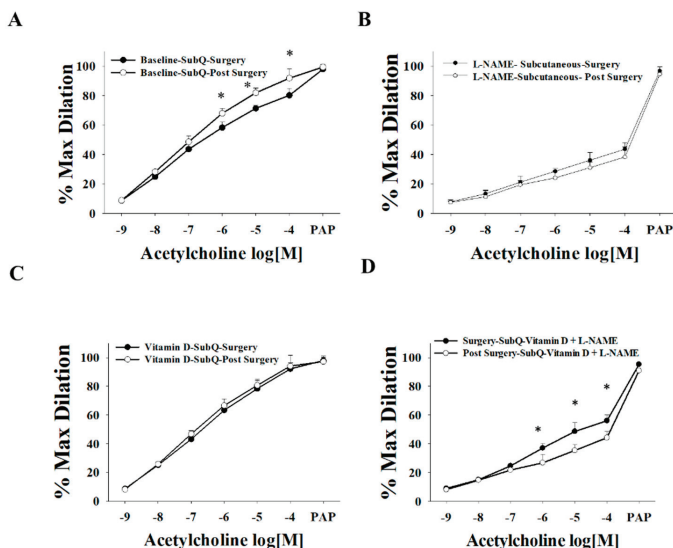 A
B
Baseline-SubQ-Surgery
Baseline-SubQ-Post Surgery
L-NAME- Subcutaneous-Surgery
L-NAME-Subcutaneous- Post Surgery
% Max Dilation
100
80
60
40
20
0
* * *
-9 -8 -7 -6 -5 -4 PAP
Acetylcholine log[M]
% Max Dilation
100
80
60
40
20
0
-9 -8 -7 -6 -5 -4 PAP
Acetylcholine log[M]
C
D
Vitamin D-SubQ-Surgery
Vitamin D-SubQ-Post Surgery
Surgery-SubQ-Vitamin D + L-NAME
Post Surgery-SubQ-Vitamin D + L-NAME
% Max Dilation
100
80
60
40
20
0
-9 -8 -7 -6 -5 -4 PAP
Acetylcholine log[M]
% Max Dilation
100
80
60
40
20
0
* * *
-9 -8 -7 -6 -5 -4 PAP
Acetylcholine log[M]